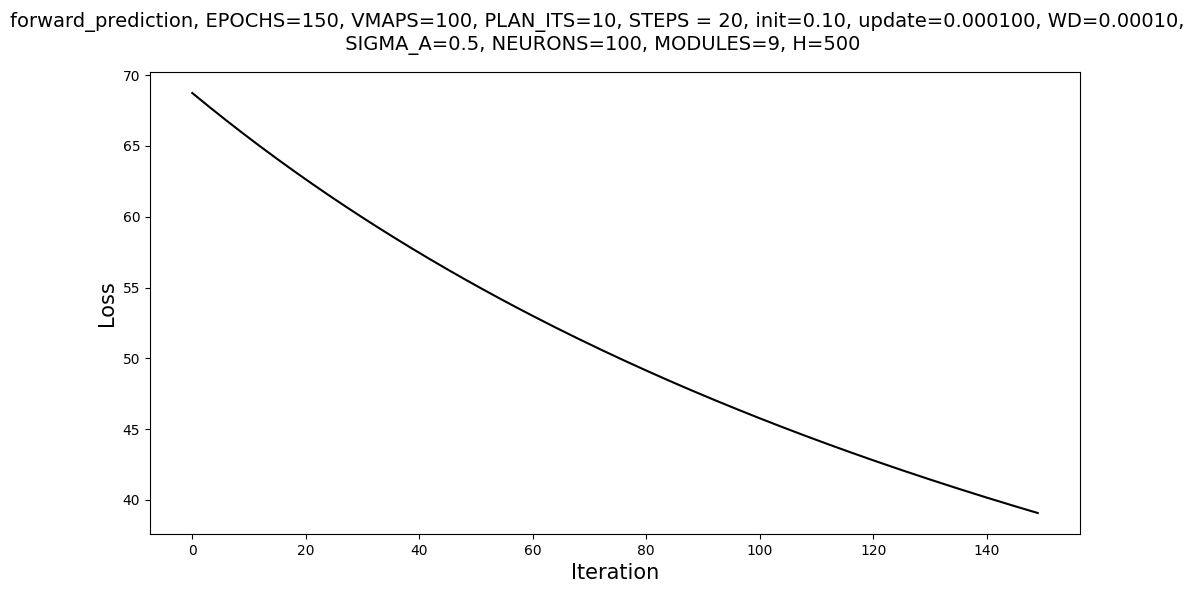 forward_prediction, EPOCHS=150, VMAPS=100, PLAN_ITS=10, STEPS = 20, init=0.10, update=0.000100, WD=0.00010,
SIGMA_A=0.5, NEURONS=100, MODULES=9, H=500
70
65
60
55
50
45
40
Loss
0 20 40 60 80 100 120 140
Iteration